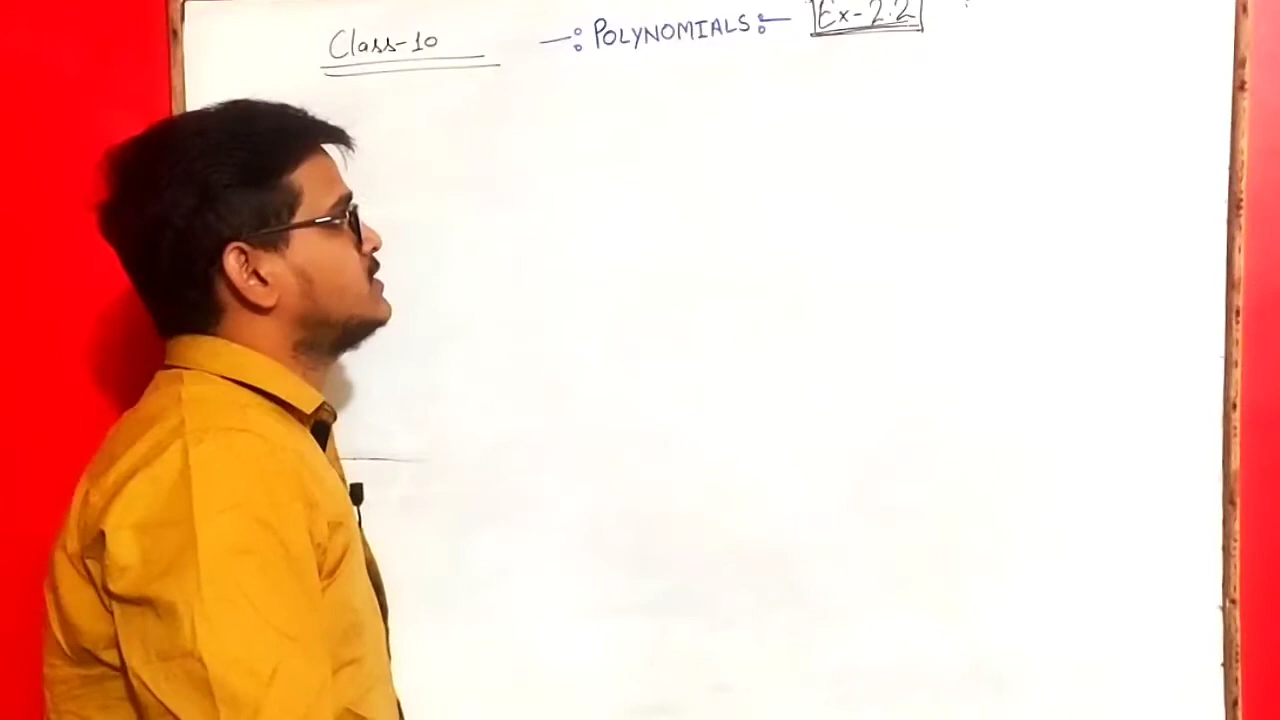 Class-10 —: POLYNOMIALS :— Ex-2.2